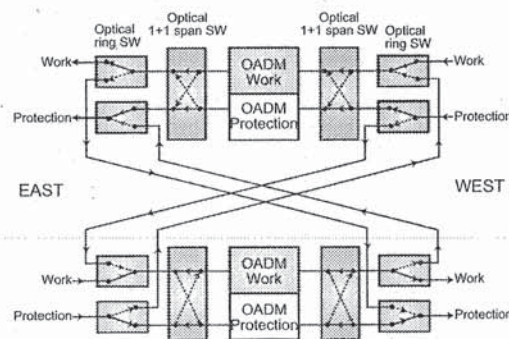 Optical
ring SW
Optical
1+1 span SW
Optical
1+1 span SW
Optical
ring SW
Work
OADM
Work
Work
Protection
OADM
Protection
Protection
EAST
WEST
Work
OADM
Work
Work
Protection
OADM
Protection
Protection